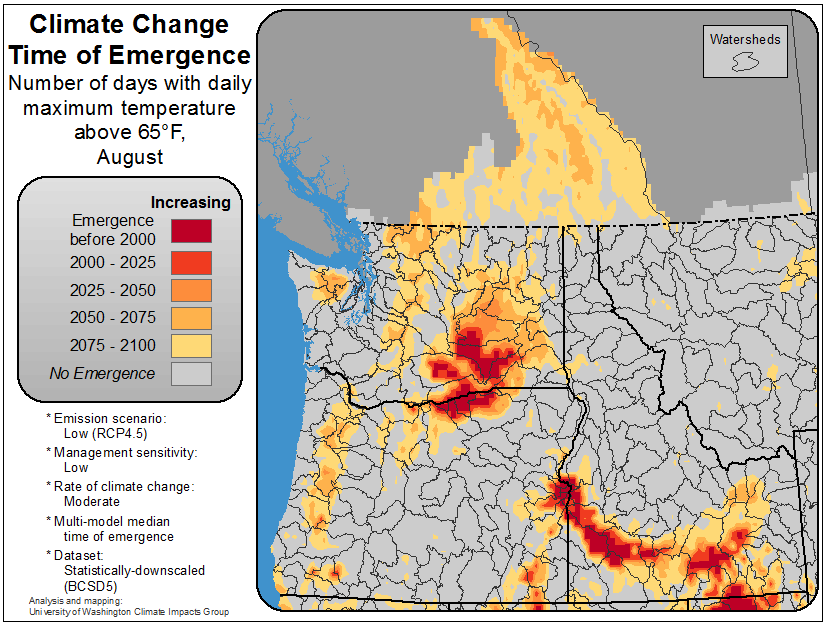 Climate Change
Time of Emergence
Number of days with daily
maximum temperature
above 65°F,
August
Watersheds
Increasing
Emergence
before 2000
2000 - 2025
2025 - 2050
2050 - 2075
2075 - 2100
No Emergence
* Emission scenario:
Low (RCP4.5)
* Management sensitivity:
Low
* Rate of climate change:
Moderate
* Multi-model median
time of emergence
* Dataset:
Statistically-downscaled
(BCSD5)
Analysis and mapping:
University of Washington Climate Impacts Group